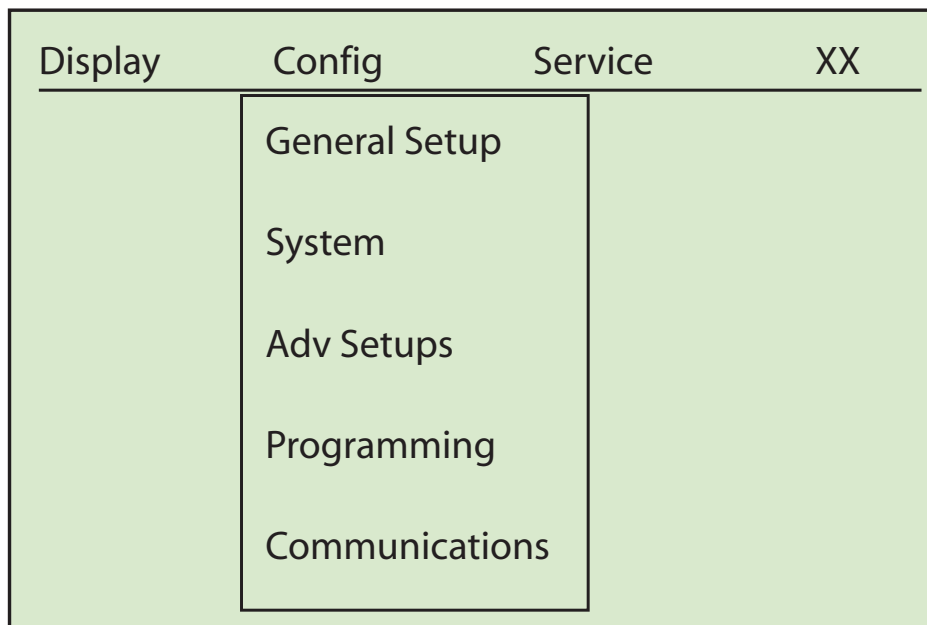 Display Config Service XX
General Setup
System
Adv Setups
Programming
Communications